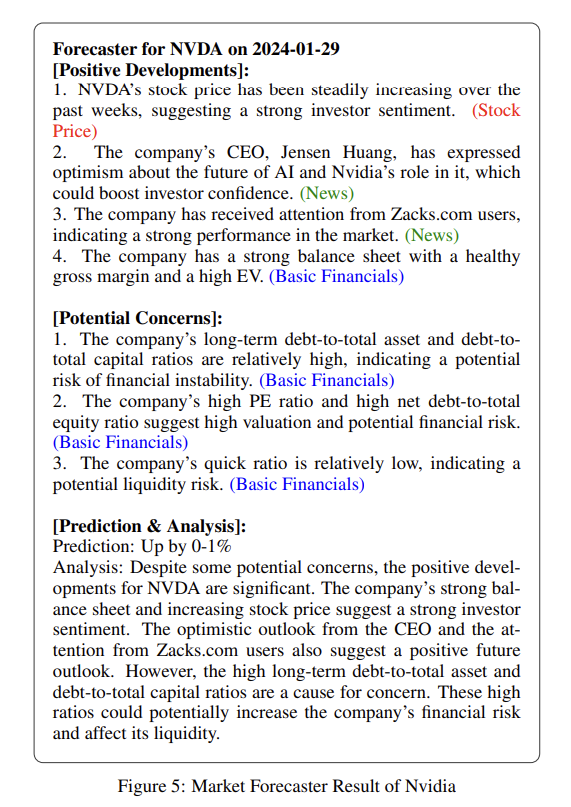 Forecaster for NVDA on 2024-01-29
[Positive Developments]:
1. NVDA's stock price has been steadily increasing over the
past weeks, suggesting a strong investor sentiment. (Stock
Price)
2. The company's CEO, Jensen Huang, has expressed
optimism about the future of AI and Nvidia's role in it, which
could boost investor confidence. (News)
3. The company has received attention from Zacks.com users,
indicating a strong performance in the market. (News)
4. The company has a strong balance sheet with a healthy
gross margin and a high EV. (Basic Financials)
[Potential Concerns]:
1. The company's long-term debt-to-total asset and debt-to-
total capital ratios are relatively high, indicating a potential
risk of financial instability. (Basic Financials)
2. The company's high PE ratio and high net debt-to-total
equity ratio suggest high valuation and potential financial risk.
(Basic Financials)
3. The company's quick ratio is relatively low, indicating a
potential liquidity risk. (Basic Financials)
[Prediction & Analysis]:
Prediction: Up by 0-1%
Analysis: Despite some potential concerns, the positive devel-
opments for NVDA are significant. The company's strong bal-
ance sheet and increasing stock price suggest a strong investor
sentiment. The optimistic outlook from the CEO and the at-
tention from Zacks.com users also suggest a positive future
outlook. However, the high long-term debt-to-total asset and
debt-to-total capital ratios are a cause for concern. These high
ratios could potentially increase the company's financial risk
and affect its liquidity.
Figure 5: Market Forecaster Result of Nvidia